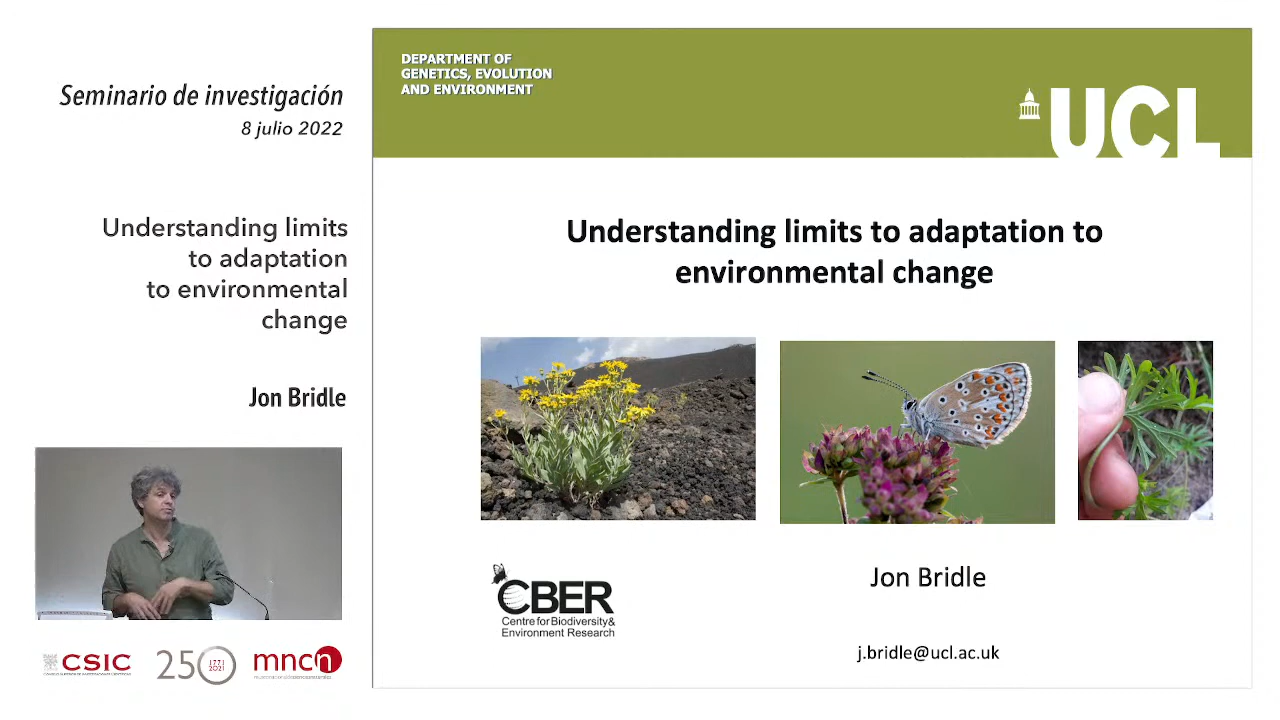 Seminario de investigación
8 julio 2022
Understanding limits
to adaptation
to environmental
change
Jon Bridle
CSIC
250
1771
2021
mncn
DEPARTMENT OF
GENETICS, EVOLUTION
AND ENVIRONMENT
UCL
Understanding limits to adaptation to
environmental change
CBER
Centre for Biodiversity &
Environment Research
Jon Bridle
j.bridle@ucl.ac.uk